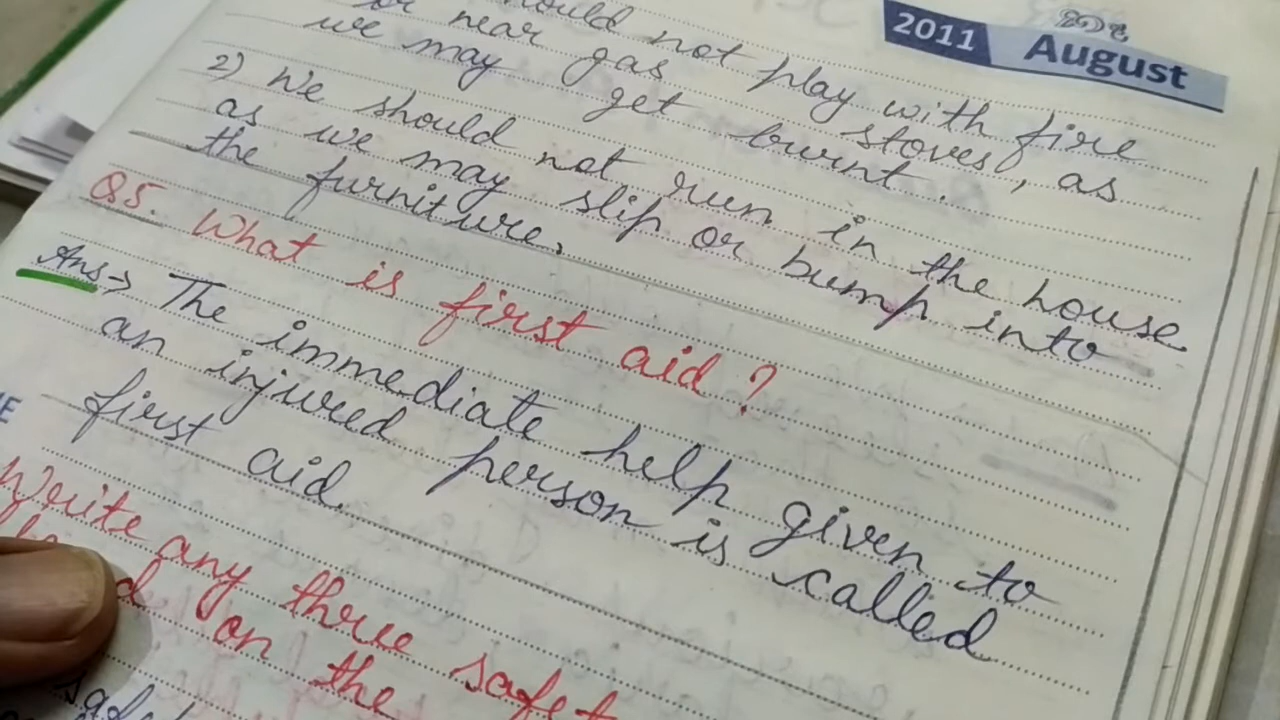 2011 August
should not play with fire
or near gas stoves, as
we may get burnt.
2) We should not run in the house
as we may slip or bump into
the furniture.
Q5. What is first aid?
Ans → The immediate help given to
an injured person is called
first aid.
Write any three
on the